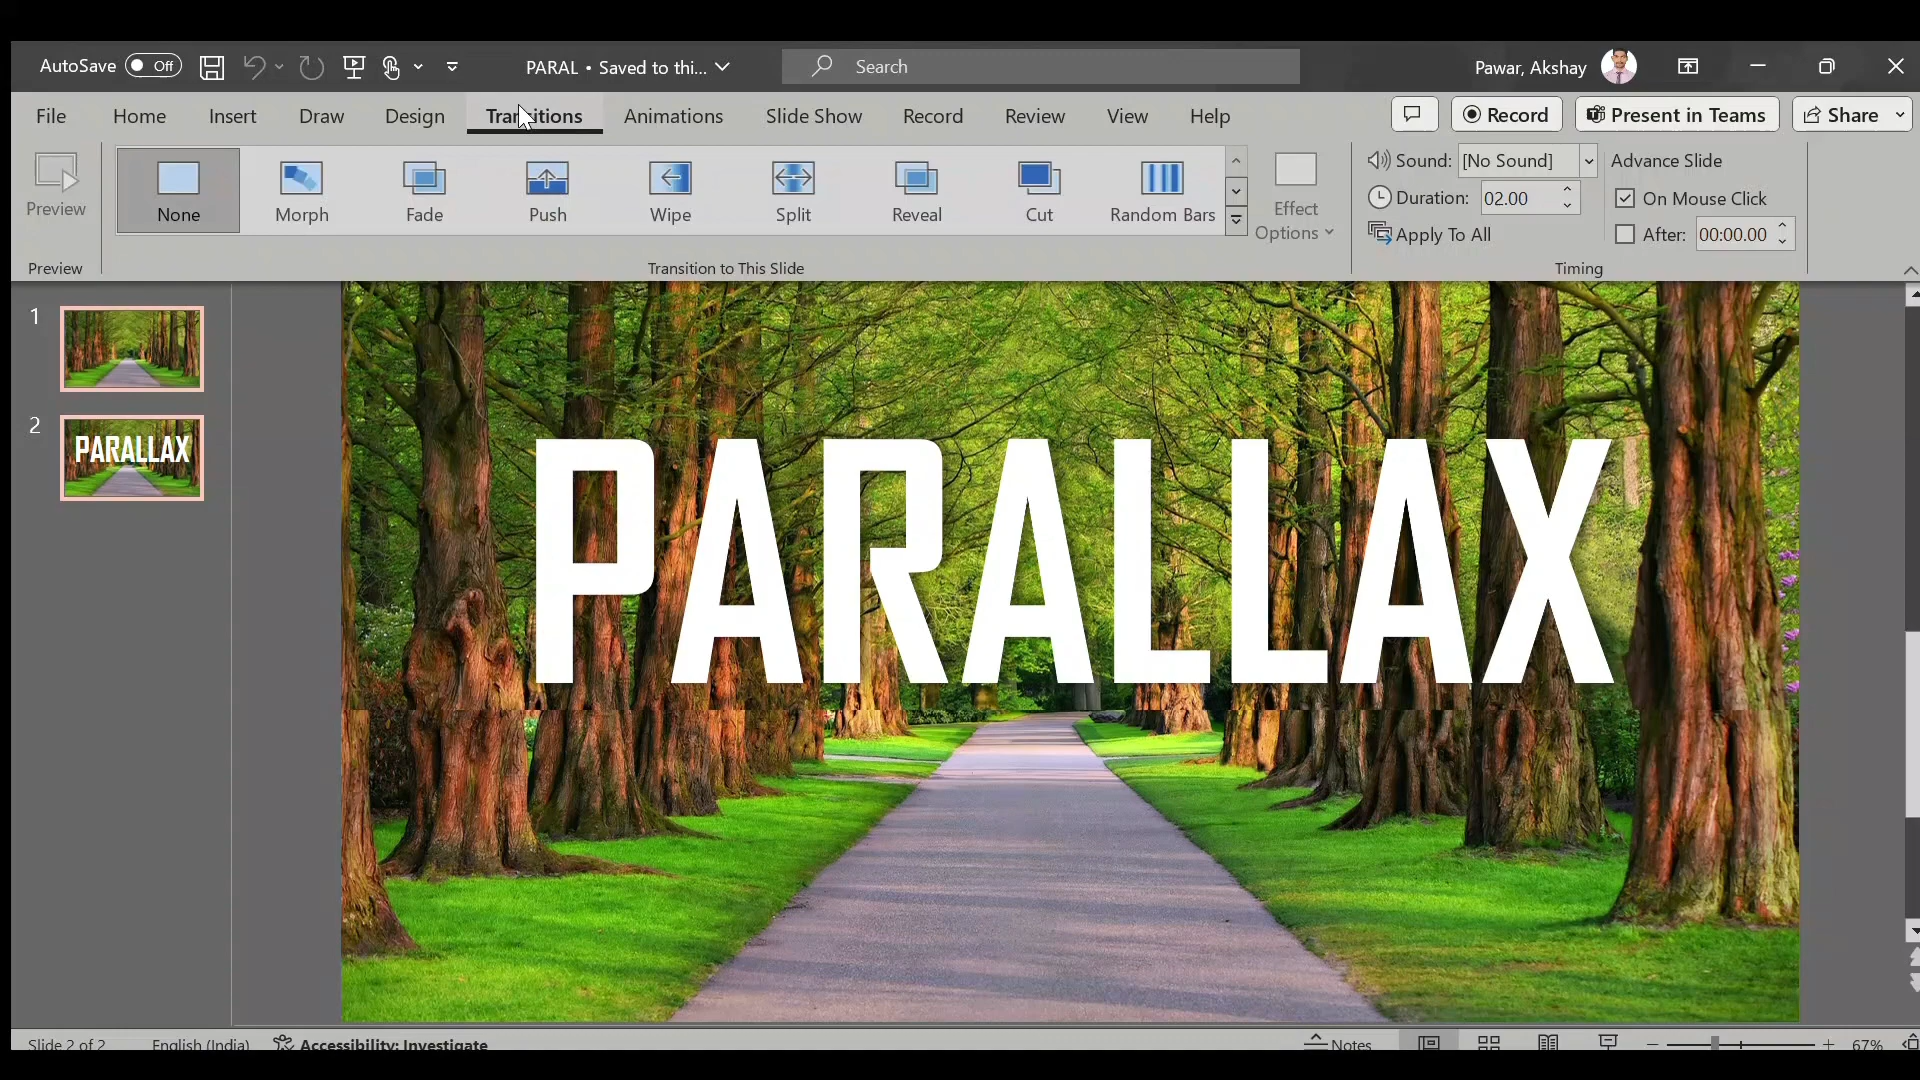 AutoSave Off PARAL • Saved to thi... Search Pawar, Akshay
File Home Insert Draw Design Transitions Animations Slide Show Record Review View Help Record Present in Teams Share
Preview None Morph Fade Push Wipe Split Reveal Cut Random Bars Effect Options
Sound: [No Sound] Advance Slide
Duration: 02.00 On Mouse Click
Apply To All After: 00:00.00
Preview Transition to This Slide Timing
1
2
PARALLAX
PARALLAX
Slide 2 of 2 English (India) Accessibility: Investigate Notes 67%